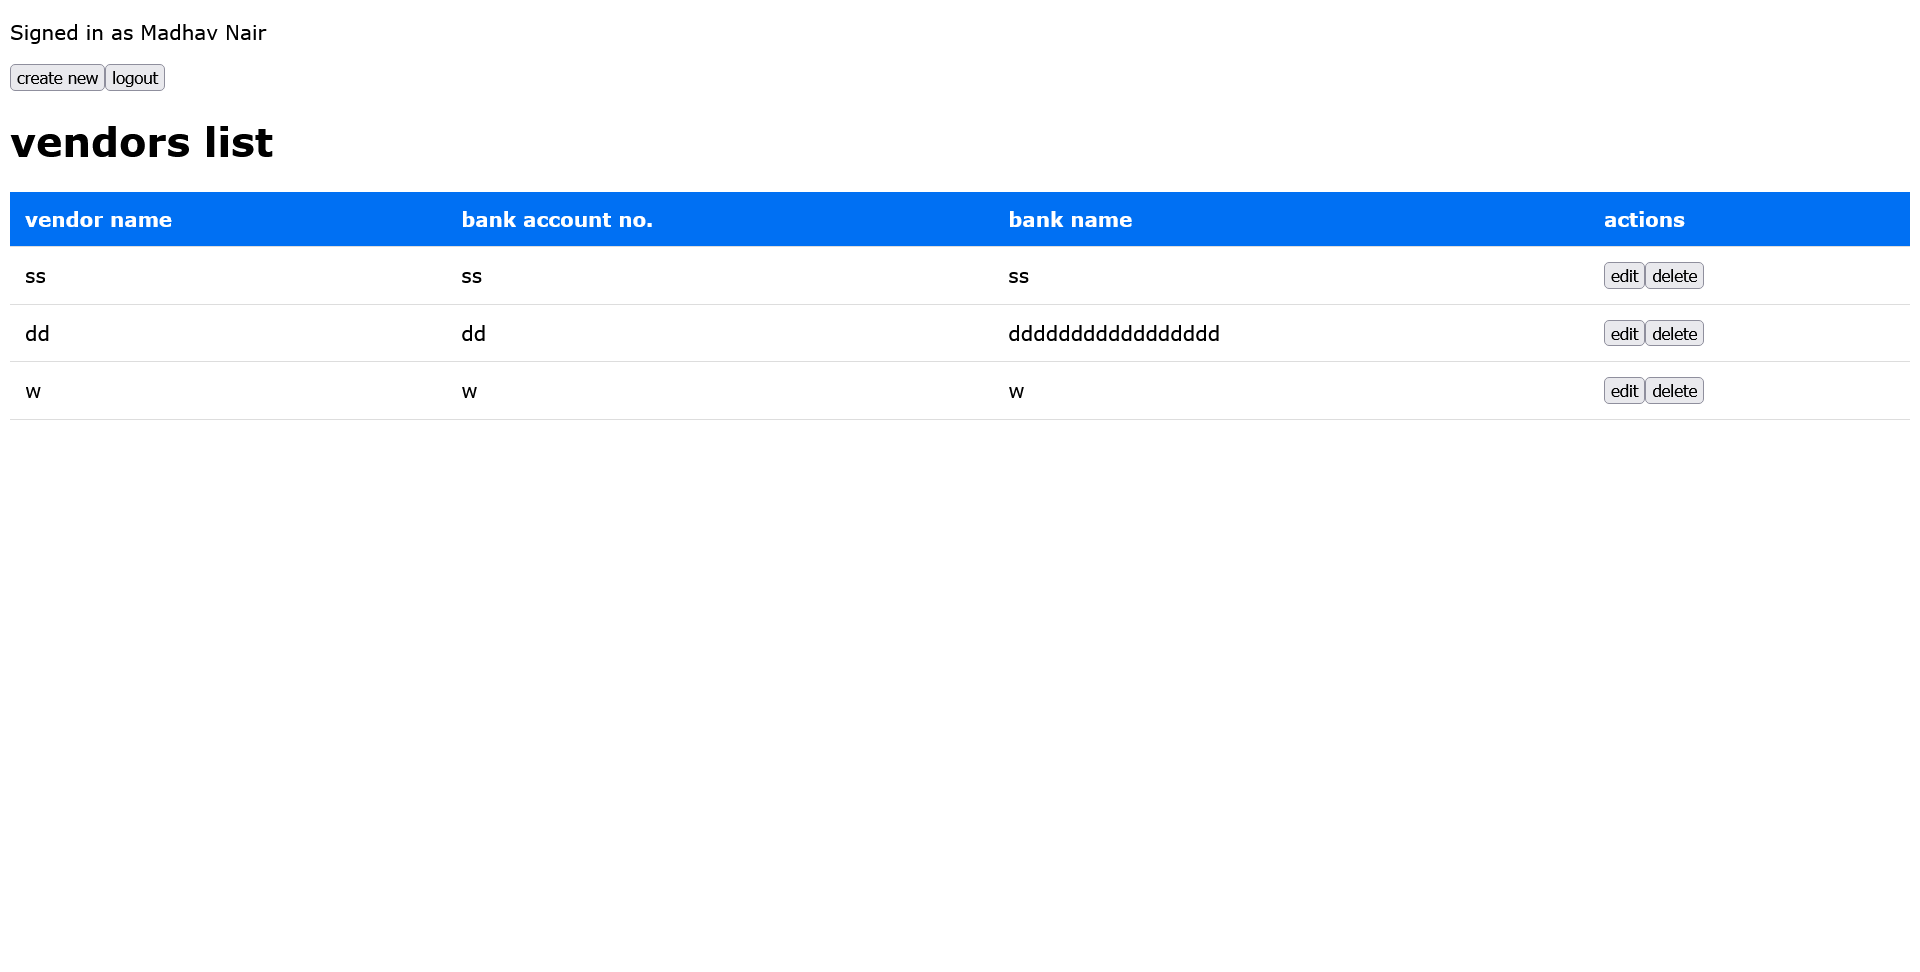 Signed in as Madhav Nair
create new logout
vendors list
vendor name bank account no. bank name actions
ss ss ss edit delete
dd dd ddddddddddddddddd edit delete
w w w edit delete